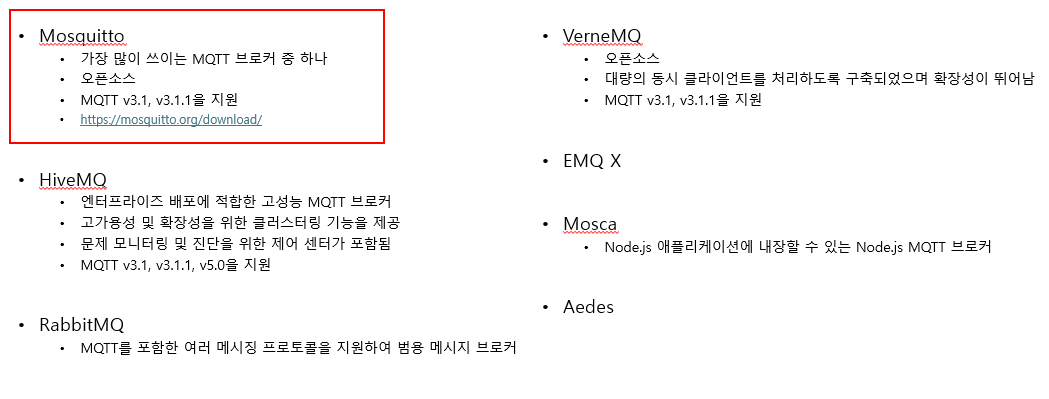 • Mosquitto
• 가장 많이 쓰이는 MQTT 브로커 중 하나
• 오픈소스
• MQTT v3.1, v3.1.1을 지원
• https://mosquitto.org/download/
• HiveMQ
• 엔터프라이즈 배포에 적합한 고성능 MQTT 브로커
• 고가용성 및 확장성을 위한 클러스터링 기능을 제공
• 문제 모니터링 및 진단을 위한 제어 센터가 포함됨
• MQTT v3.1, v3.1.1, v5.0을 지원
• RabbitMQ
• MQTT를 포함한 여러 메시징 프로토콜을 지원하여 범용 메시지 브로커
• VerneMQ
• 오픈소스
• 대량의 동시 클라이언트를 처리하도록 구축되었으며 확장성이 뛰어남
• MQTT v3.1, v3.1.1을 지원
• EMQ X
• Mosca
• Node.js 애플리케이션에 내장할 수 있는 Node.js MQTT 브로커
• Aedes